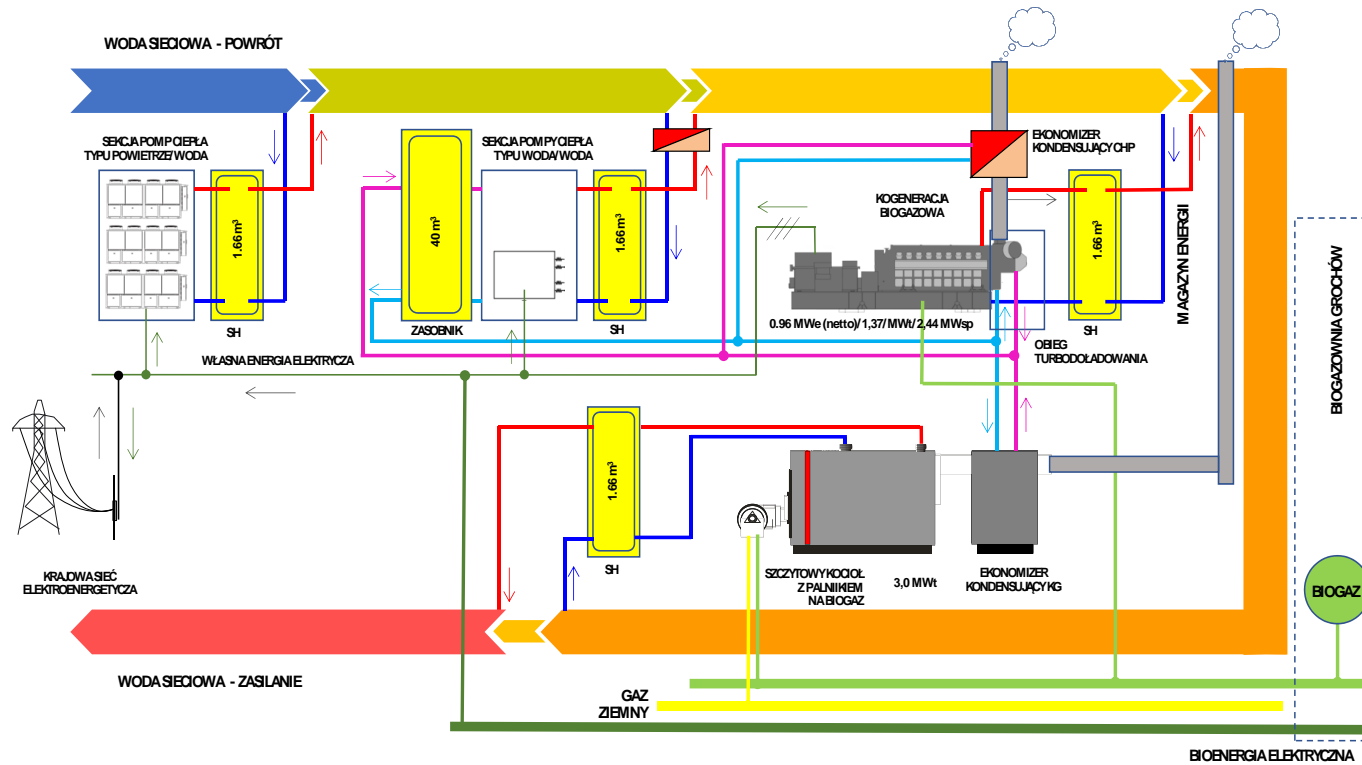 WODA SIECIOWA - POWRÓT
SEKCJA POMP CIEPŁA
TYPU POWIETRZE/ WODA
1.66 m³
SH
40 m³
ZASOBNIK
SEKCJA POMPY CIEPŁA
TYPU WODA/ WODA
1.66 m³
SH
EKONOMIZER
KONDENSUJĄCY CHP
KOGENERACJA
BIOGAZOWA
0.96 MWe (netto)/ 1,37/ MWt/ 2,44 MWsp
1.66 m³
SH
OBIEG
TURBODOŁADOWANIA
MAGAZYN ENERGII
BIOGAZOWNIA GROCHÓW
WŁASNA ENERGIA ELEKTRYCZA
KRAJOWA SIEĆ
ELEKTROENERGETYCZA
1.66 m³
SH
SZCZYTOWY KOCIOŁ
Z PALNIKIEM
NA BIOGAZ
3,0 MWt
EKONOMIZER
KONDENSUJĄCY KG
BIOGAZ
WODA SIECIOWA - ZASILANIE
GAZ
ZIEMNY
BIOENERGIA ELEKTRYCZNA